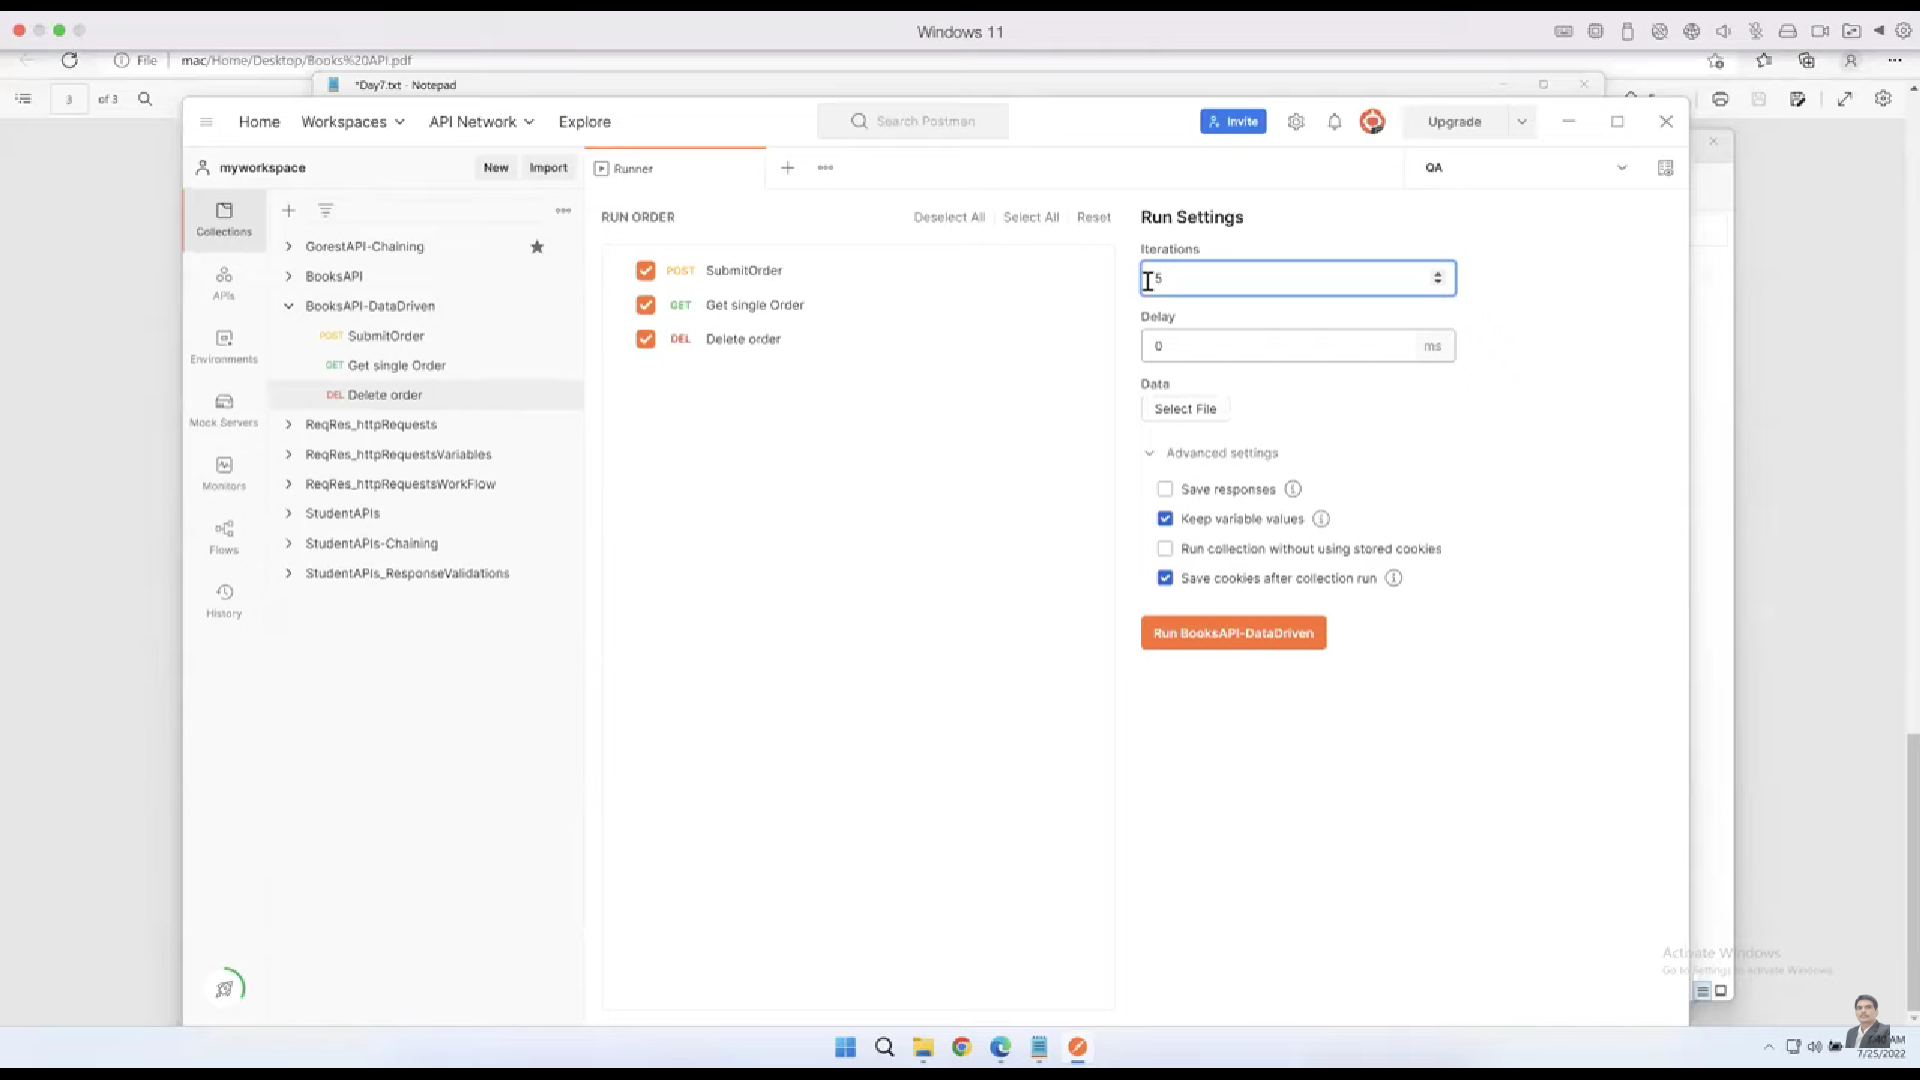 Windows 11
File mac/Home/Desktop/Books%20API.pdf
*Day7.txt - Notepad
3 of 3
Home Workspaces API Network Explore Search Postman Invite Upgrade
myworkspace New Import Runner QA
Collections
APIs
Environments
Mock Servers
Monitors
Flows
History
GorestAPI-Chaining
BooksAPI
BooksAPI-DataDriven
POST SubmitOrder
GET Get single Order
DEL Delete order
ReqRes_httpRequests
ReqRes_httpRequestsVariables
ReqRes_httpRequestsWorkFlow
StudentAPIs
StudentAPIs-Chaining
StudentAPIs_ResponseValidations
RUN ORDER Deselect All Select All Reset
POST SubmitOrder
GET Get single Order
DEL Delete order
Run Settings
Iterations
5
Delay
0 ms
Data
Select File
Advanced settings
Save responses
Keep variable values
Run collection without using stored cookies
Save cookies after collection run
Run BooksAPI-DataDriven
Activate Windows
Go to Settings to activate Windows.
AM
7/25/2022